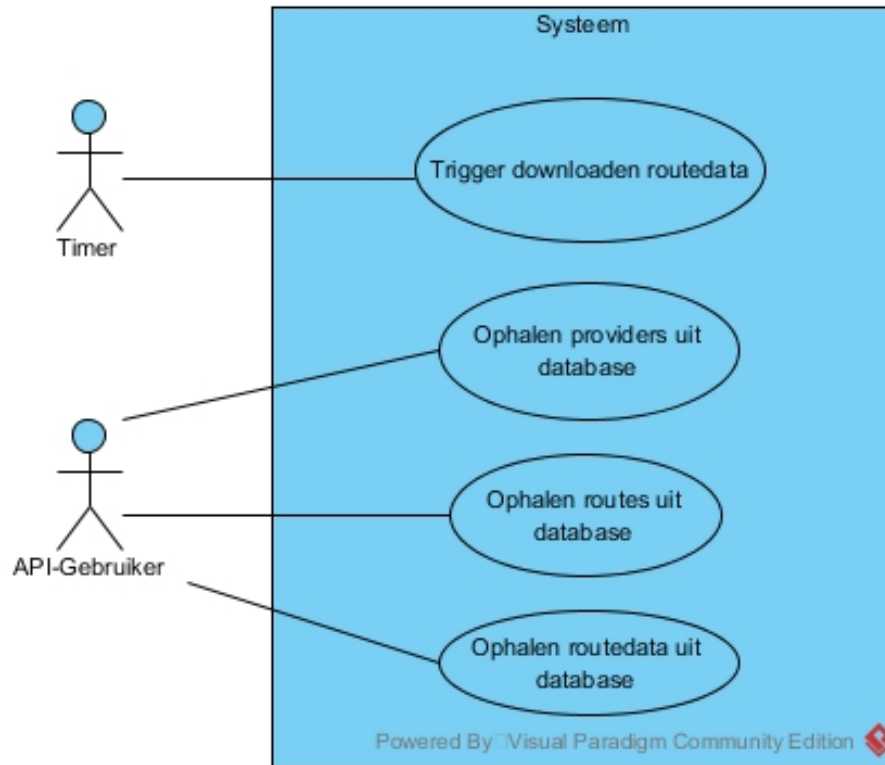 Systeem
Trigger downloaden routedata
Timer
Ophalen providers uit
database
Ophalen routes uit
database
API-Gebruiker
Ophalen routedata uit
database
Powered By Visual Paradigm Community Edition